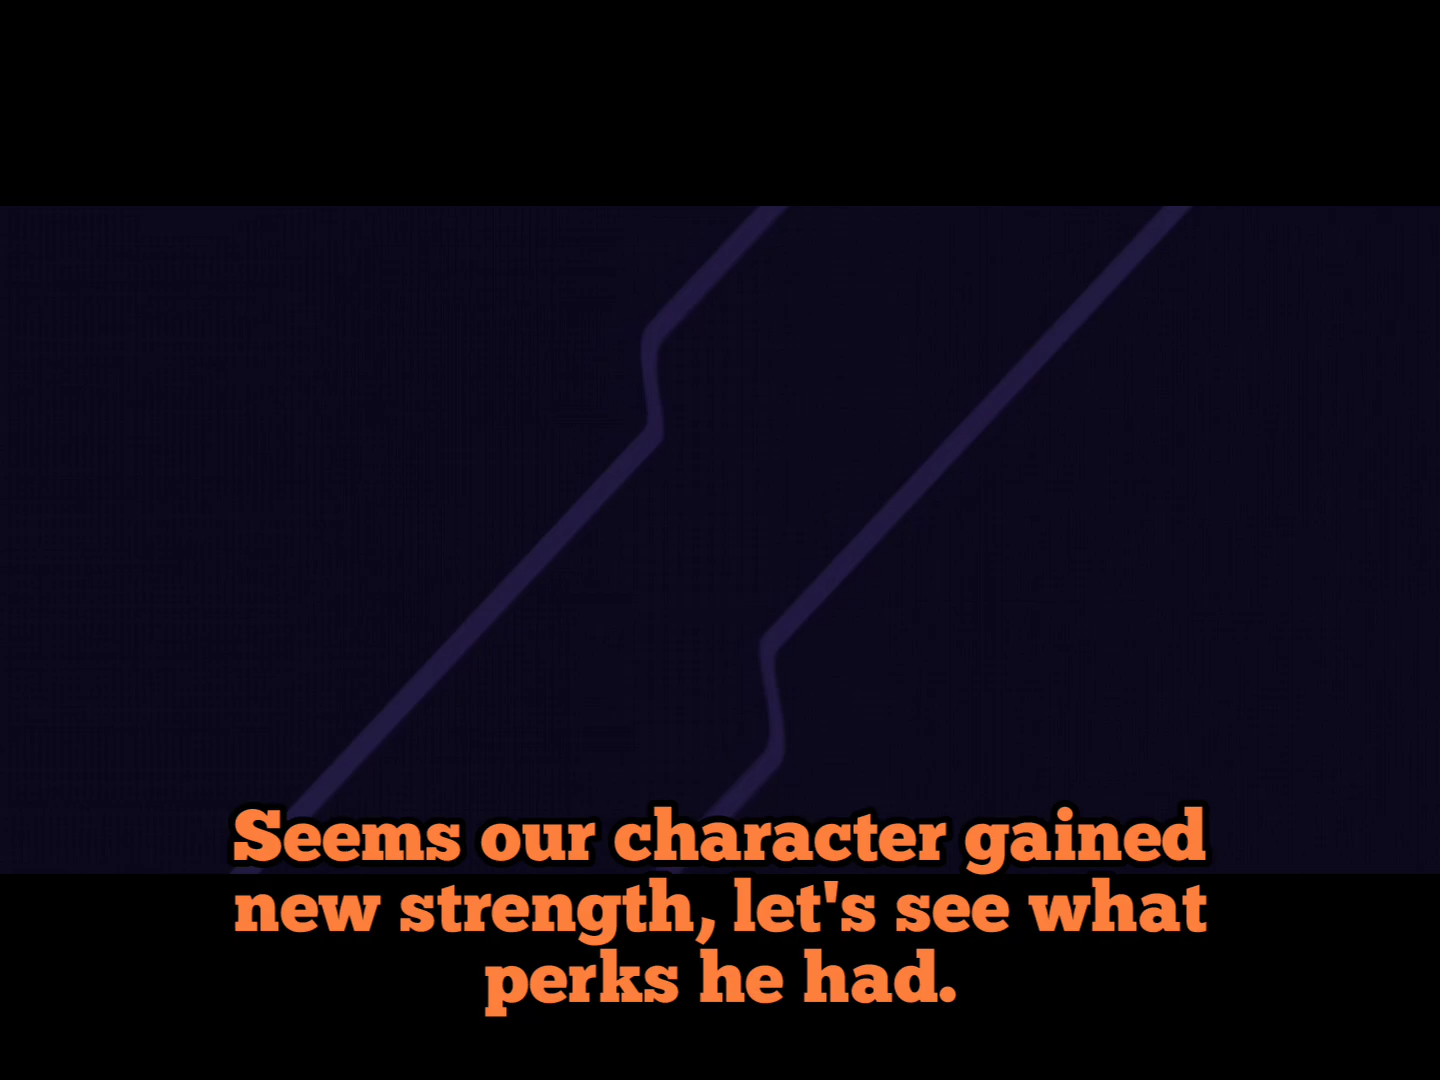 Seems our character gained
new strength, let's see what
perks he had.